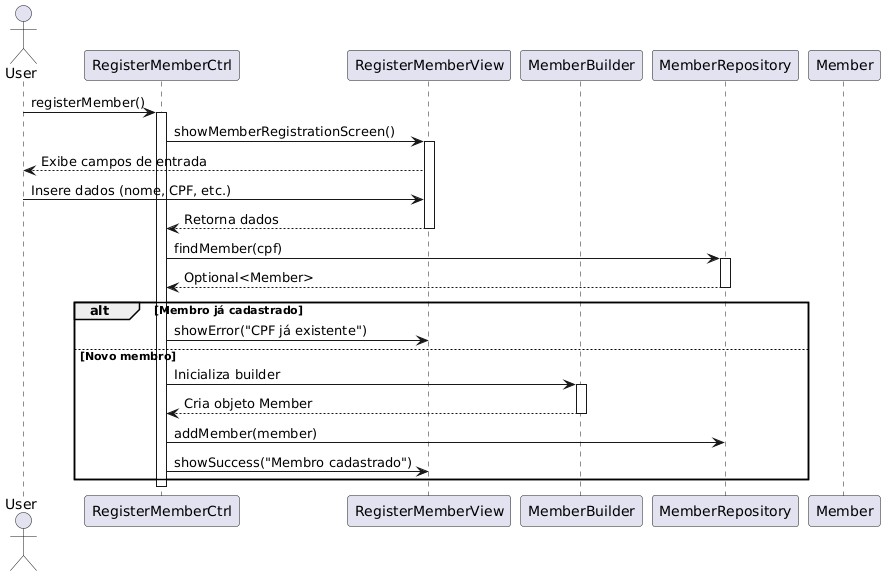 User
RegisterMemberCtrl
RegisterMemberView
MemberBuilder
MemberRepository
Member
registerMember()
showMemberRegistrationScreen()
Exibe campos de entrada
Insere dados (nome, CPF, etc.)
Retorna dados
findMember(cpf)
Optional<Member>
alt
[Membro já cadastrado]
showError("CPF já existente")
[Novo membro]
Inicializa builder
Cria objeto Member
addMember(member)
showSuccess("Membro cadastrado")
User
RegisterMemberCtrl
RegisterMemberView
MemberBuilder
MemberRepository
Member